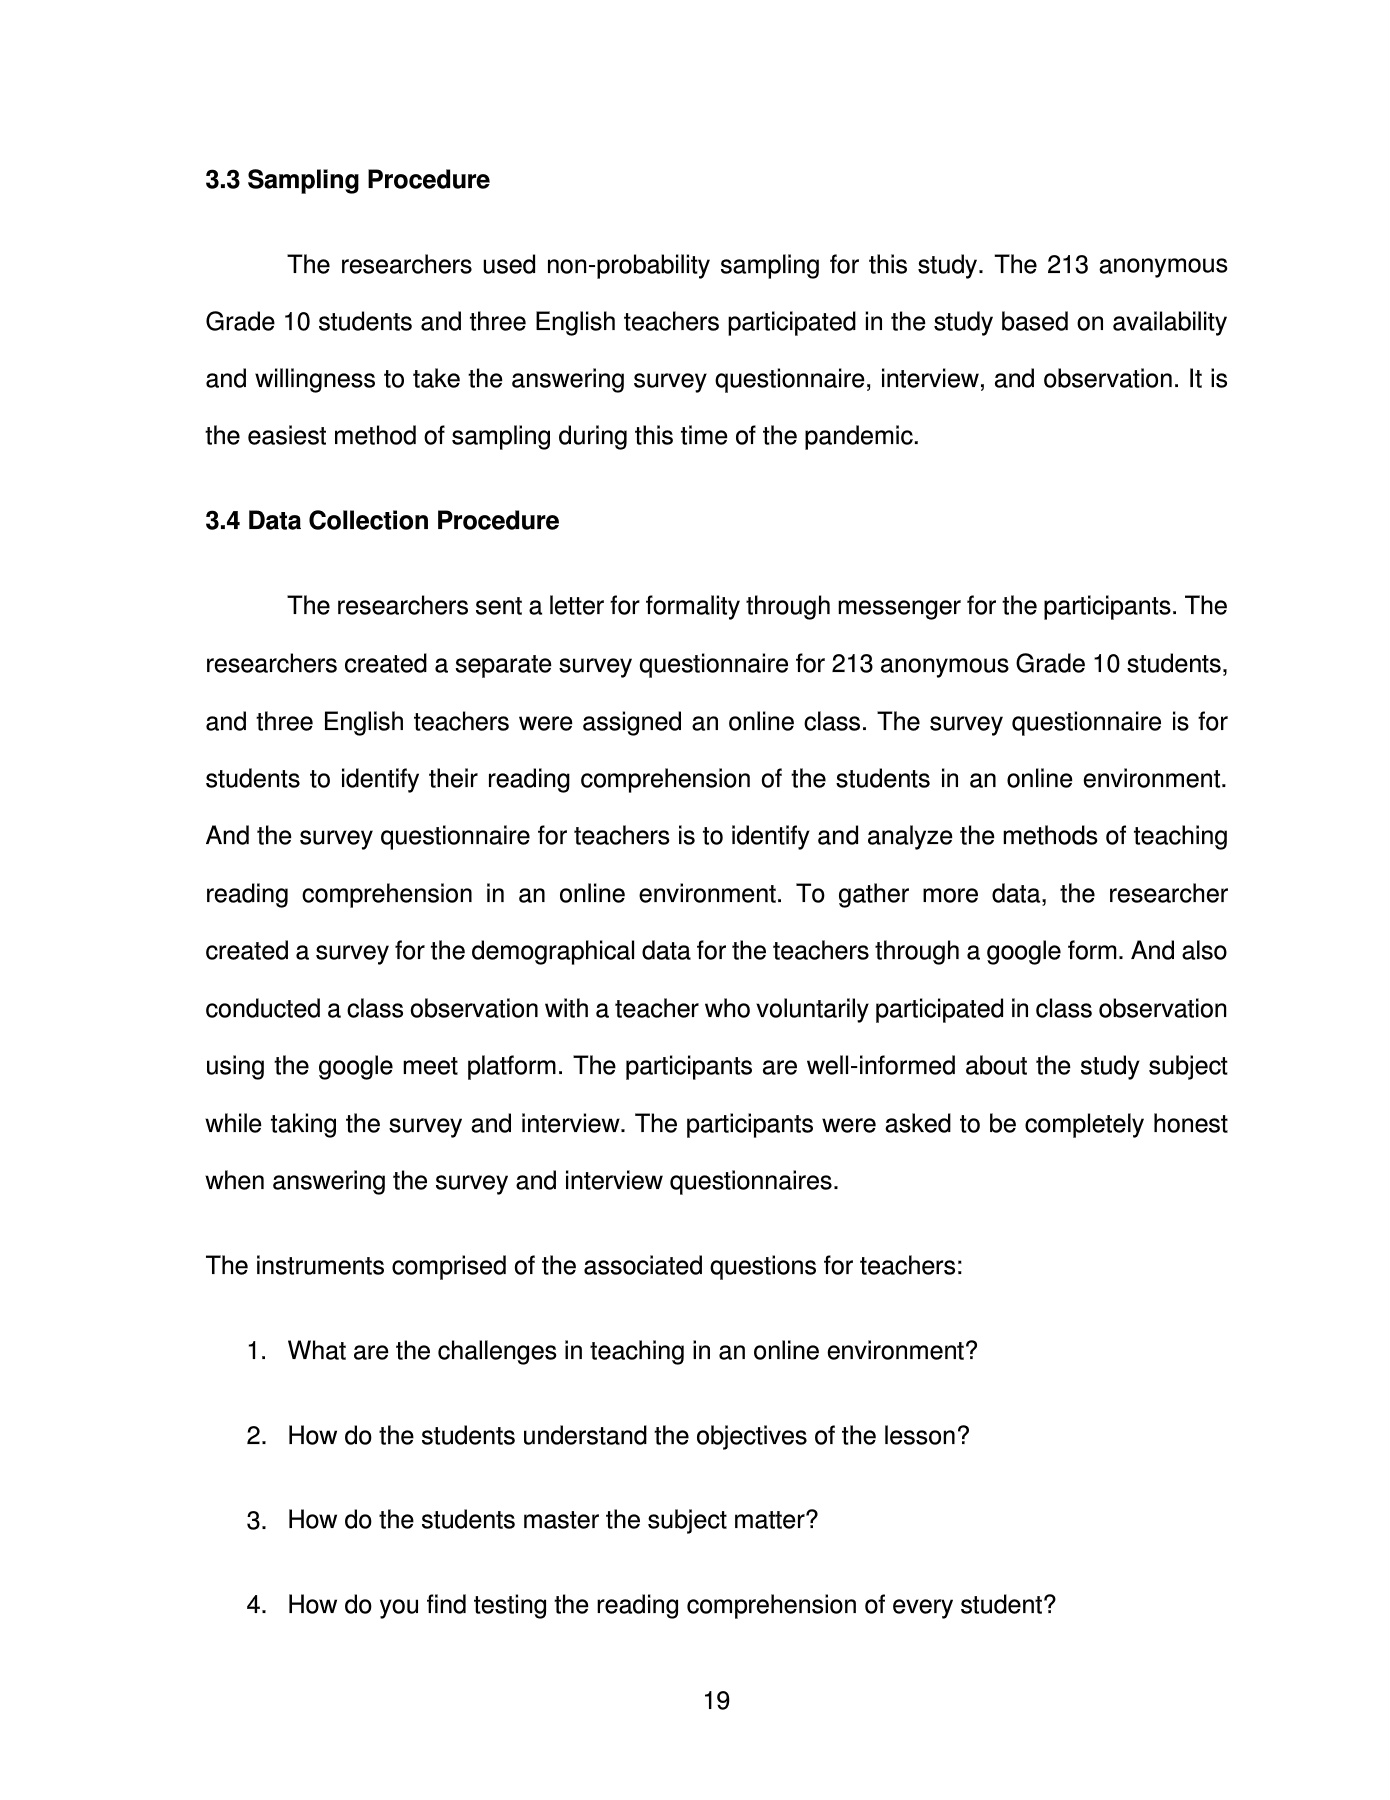 3.3 Sampling Procedure
The researchers used non-probability sampling for this study. The 213 anonymous
Grade 10 students and three English teachers participated in the study based on availability
and willingness to take the answering survey questionnaire, interview, and observation. It is
the easiest method of sampling during this time of the pandemic.
3.4 Data Collection Procedure
The researchers sent a letter for formality through messenger for the participants. The
researchers created a separate survey questionnaire for 213 anonymous Grade 10 students,
and three English teachers were assigned an online class. The survey questionnaire is for
students to identify their reading comprehension of the students in an online environment.
And the survey questionnaire for teachers is to identify and analyze the methods of teaching
reading comprehension in an online environment. To gather more data, the researcher
created a survey for the demographical data for the teachers through a google form. And also
conducted a class observation with a teacher who voluntarily participated in class observation
using the google meet platform. The participants are well-informed about the study subject
while taking the survey and interview. The participants were asked to be completely honest
when answering the survey and interview questionnaires.
The instruments comprised of the associated questions for teachers:
1. What are the challenges in teaching in an online environment?
2. How do the students understand the objectives of the lesson?
3. How do the students master the subject matter?
4. How do you find testing the reading comprehension of every student?
19